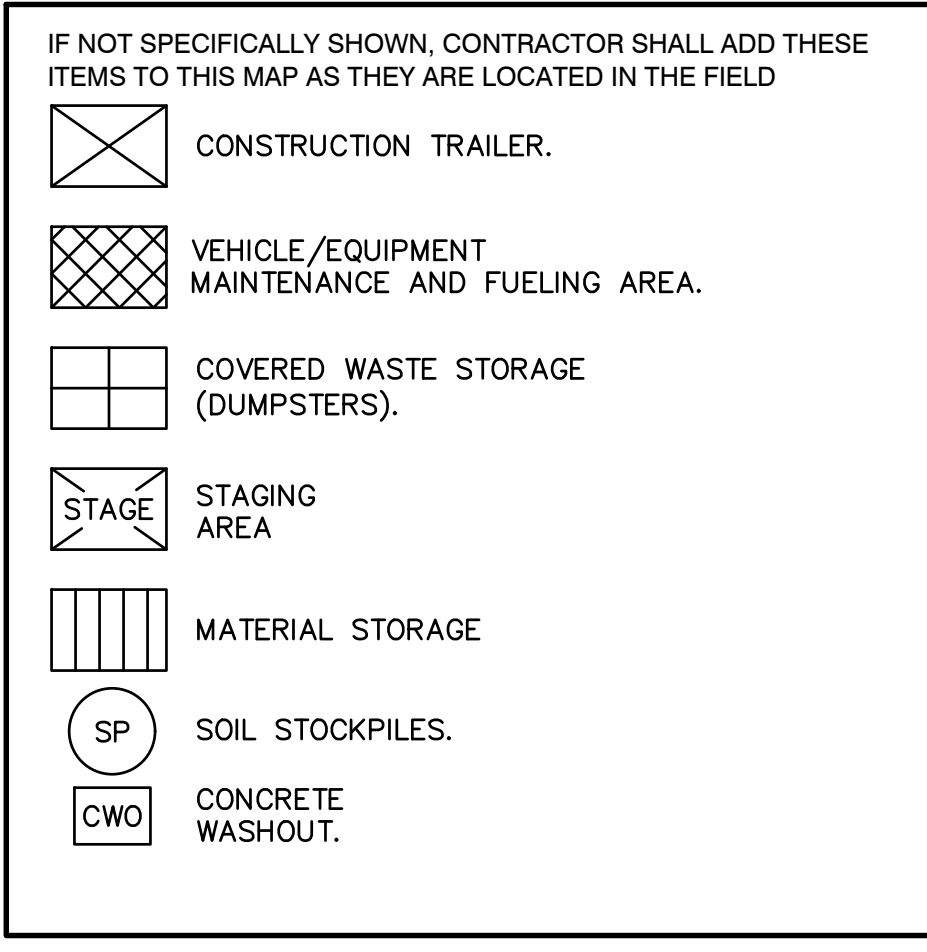 IF NOT SPECIFICALLY SHOWN, CONTRACTOR SHALL ADD THESE
ITEMS TO THIS MAP AS THEY ARE LOCATED IN THE FIELD
CONSTRUCTION TRAILER.
VEHICLE/EQUIPMENT
MAINTENANCE AND FUELING AREA.
COVERED WASTE STORAGE
(DUMPSTERS).
STAGE
STAGING
AREA
MATERIAL STORAGE
SP
SOIL STOCKPILES.
CWO
CONCRETE
WASHOUT.